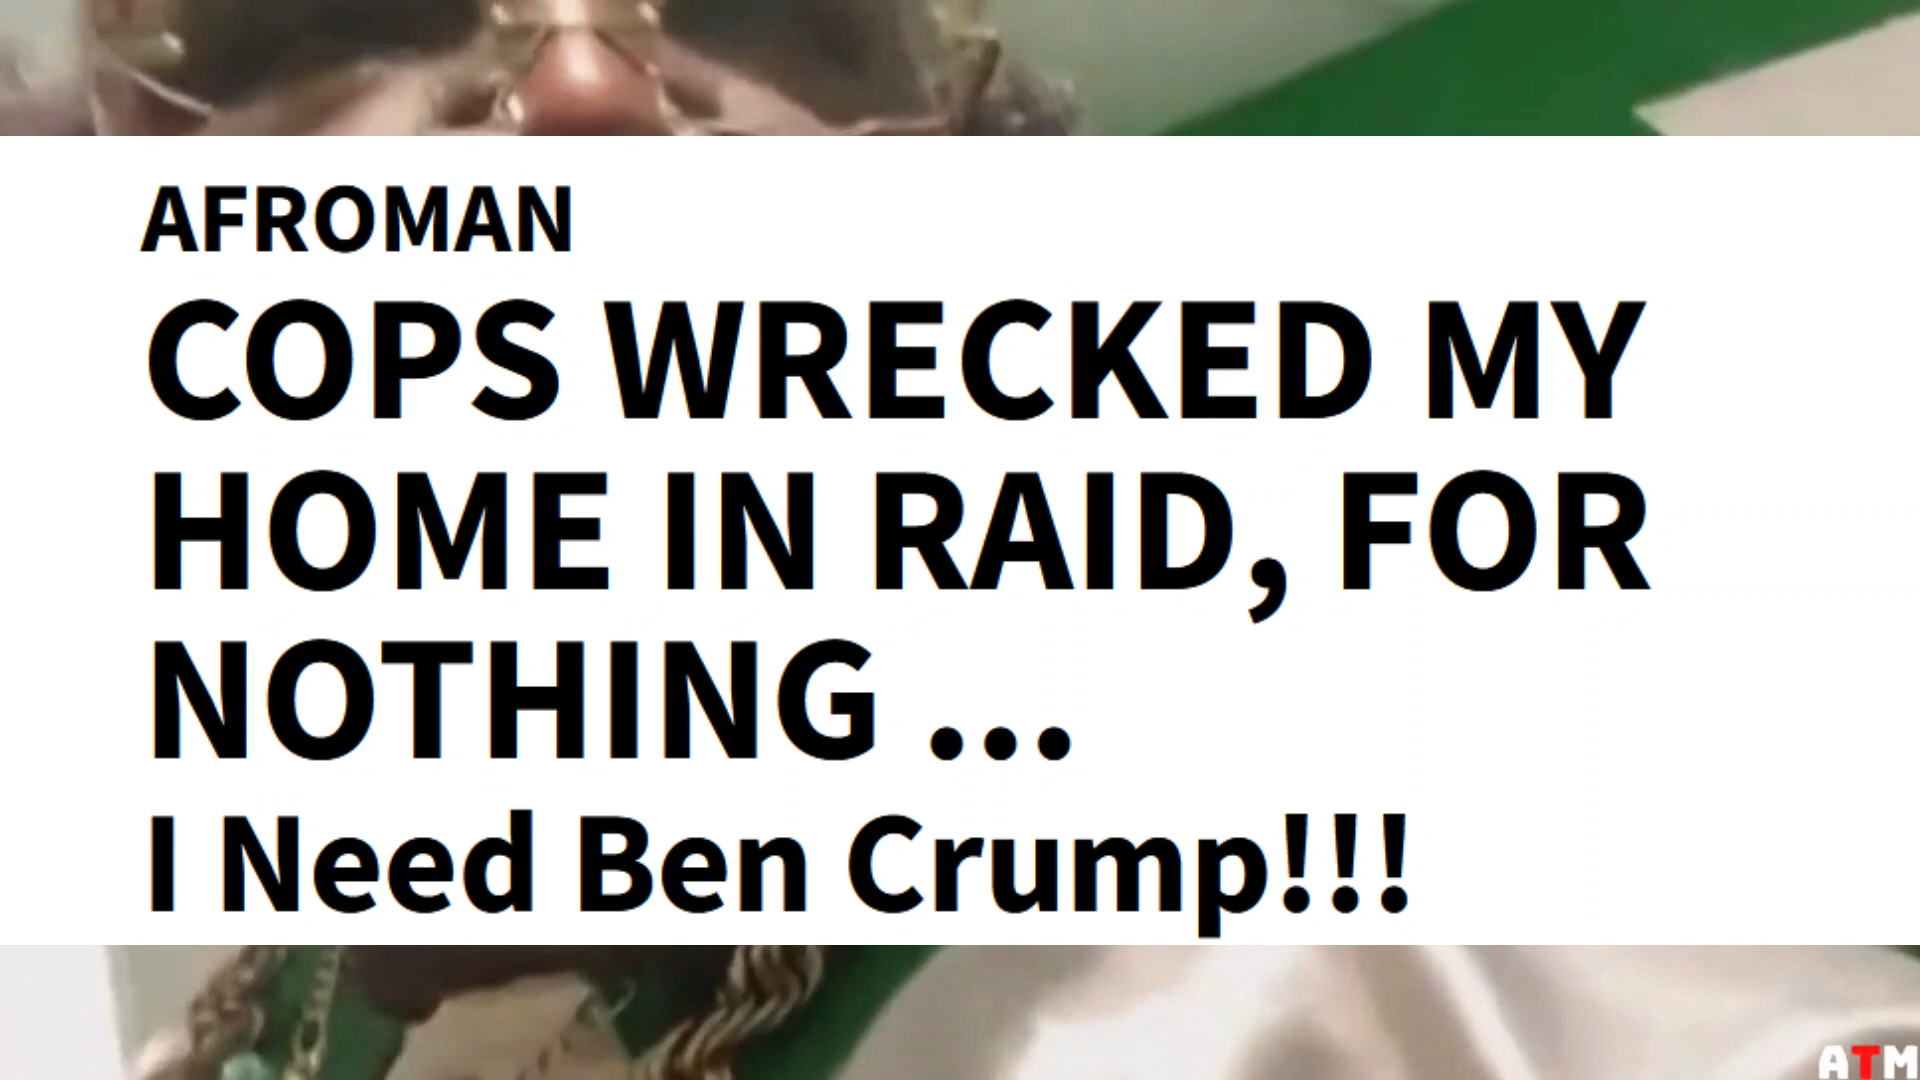 AFROMAN
COPS WRECKED MY
HOME IN RAID, FOR
NOTHING ...
I Need Ben Crump!!!
ATM